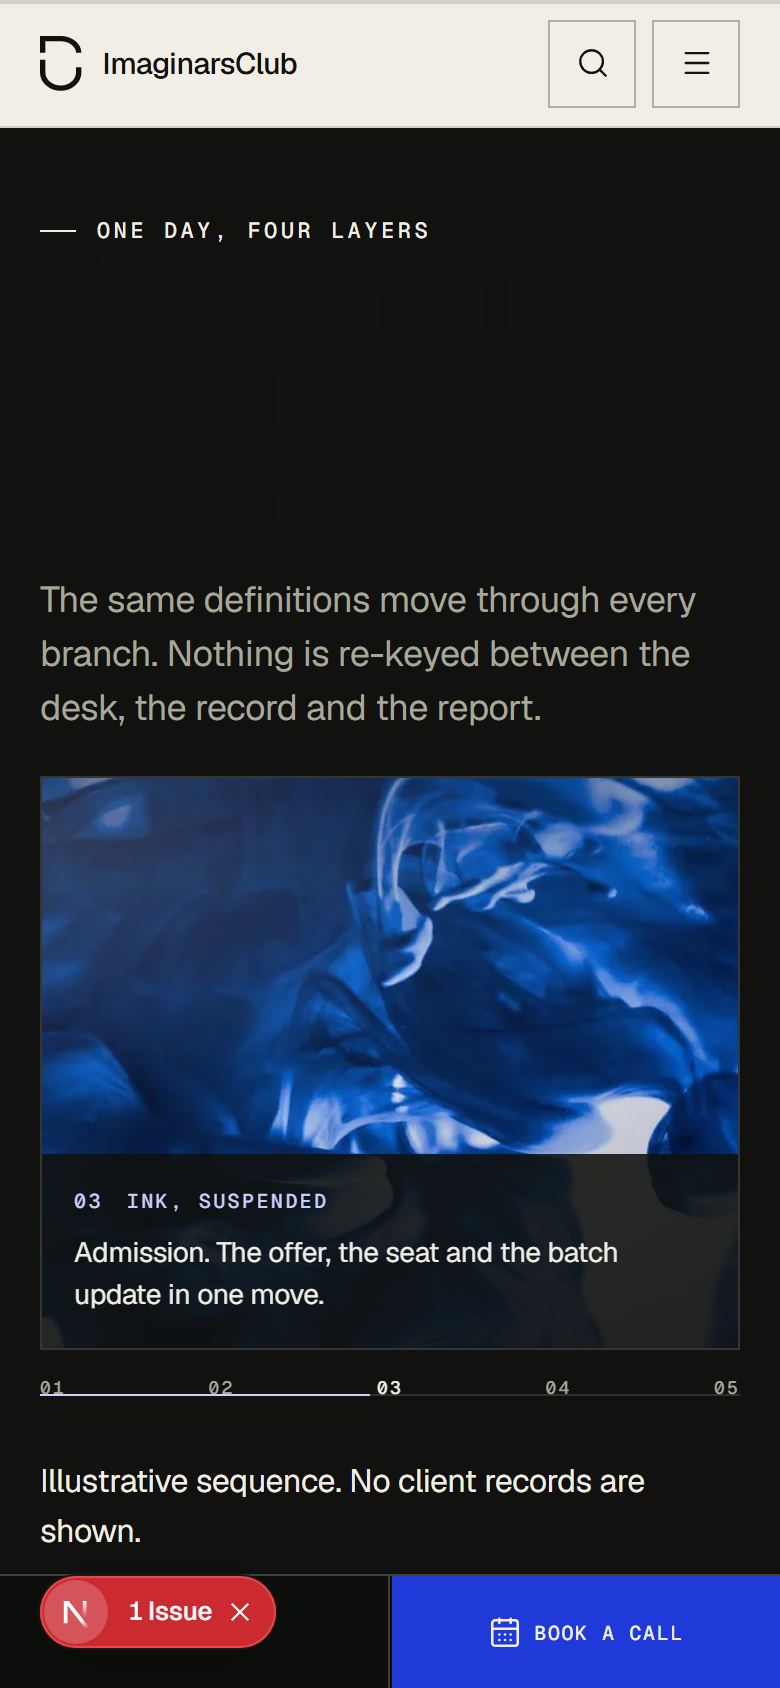 ImaginarsClub
ONE DAY, FOUR LAYERS
The same definitions move through every
branch. Nothing is re-keyed between the
desk, the record and the report.
03 INK, SUSPENDED
Admission. The offer, the seat and the batch
update in one move.
01 02 03 04 05
Illustrative sequence. No client records are
shown.
N 1 Issue
BOOK A CALL